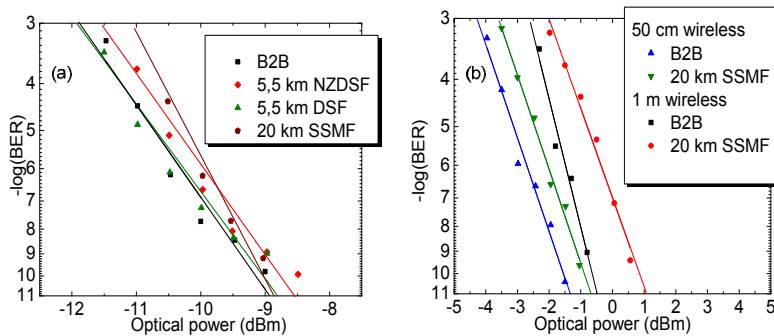 3
4
5
6
7
8
9
10
11
-log(BER)
(a)
B2B
5,5 km NZDSF
5,5 km DSF
20 km SSMF
-12 -11 -10 -9 -8
Optical power (dBm)
3
4
5
6
7
8
9
10
11
-log(BER)
(b)
50 cm wireless
B2B
20 km SSMF
1 m wireless
B2B
20 km SSMF
-5 -4 -3 -2 -1 0 1 2 3 4 5
Optical power (dBm)